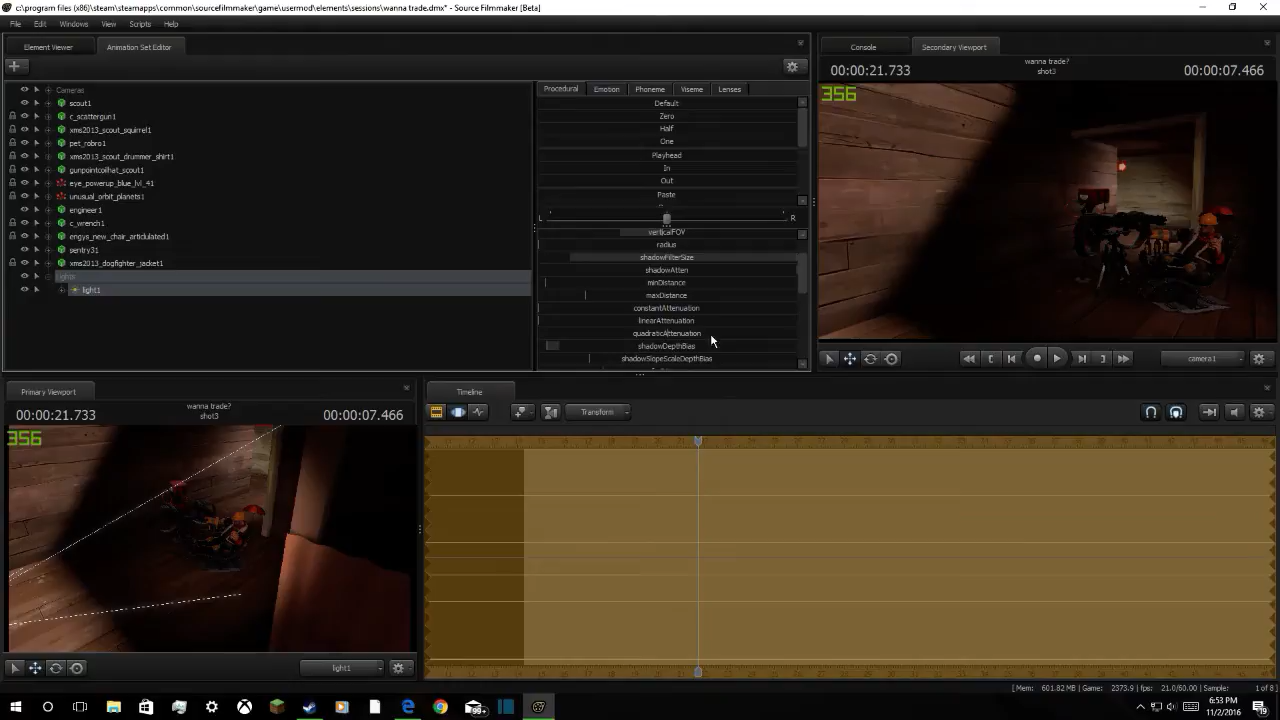 c:\program files (x86)\steam\steamapps\common\sourcefilmmaker\game\usermod\elements\sessions\wanna trade.dmx* - Source Filmmaker [Beta]
File Edit Windows View Scripts Help
Element Viewer Animation Set Editor
Cameras
scout1
c_scattergun1
xms2013_scout_squirrel1
pet_robro1
xms2013_scout_drummer_shirt1
gunpointcoilhat_scout1
eye_powerup_blue_lvl_41
unusual_orbit_planets1
engineer1
c_wrench1
engys_new_chair_artidulated1
sentry31
xms2013_dogfighter_jacket1
Lights
light1
Procedural Emotion Phoneme Viseme Lenses
Default
Zero
Half
One
Playhead
In
Out
Paste
L R
verticalFOV
radius
shadowFilterSize
shadowAtten
minDistance
maxDistance
constantAttenuation
linearAttenuation
quadraticAttenuation
shadowDepthBias
shadowSlopeScaleDepthBias
Console Secondary Viewport
00:00:21.733 wanna trade? 00:00:07.466
shot3
356
camera1
Primary Viewport
00:00:21.733 wanna trade? 00:00:07.466
shot3
356
light1
Timeline
Transform
[ Mem: 601.82 MB | Game: 2373.9 | fps: 21.0/60.00 | Sample: 1 of 8 ]
99+
6:53 PM
11/2/2016
19